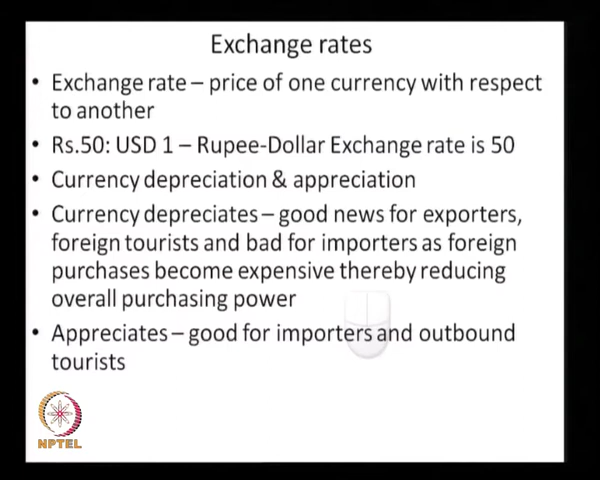 Exchange rates
• Exchange rate – price of one currency with respect
to another
• Rs.50: USD 1 – Rupee-Dollar Exchange rate is 50
• Currency depreciation & appreciation
• Currency depreciates – good news for exporters,
foreign tourists and bad for importers as foreign
purchases become expensive thereby reducing
overall purchasing power
• Appreciates – good for importers and outbound
tourists
NPTEL